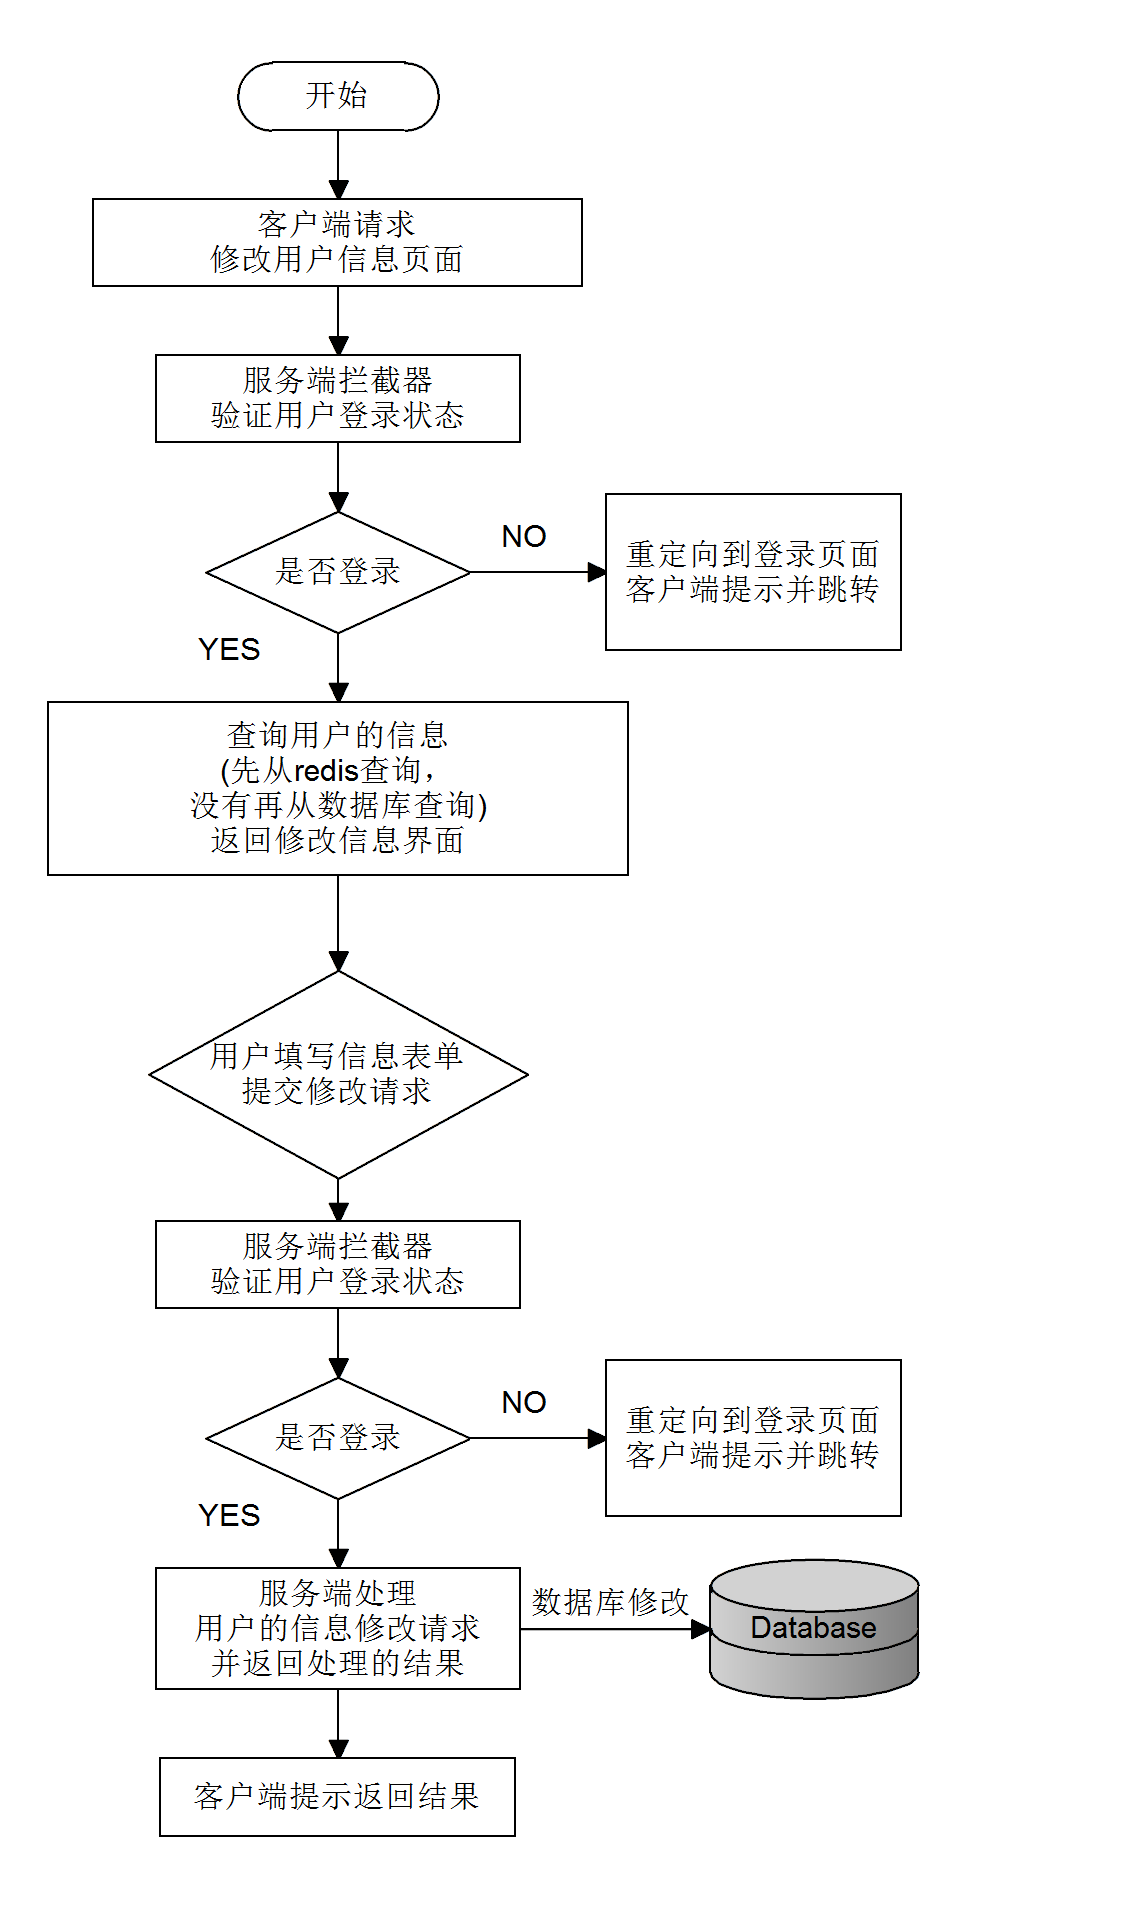 开始
客户端请求
修改用户信息页面
服务端拦截器
验证用户登录状态
是否登录
NO
重定向到登录页面
客户端提示并跳转
YES
查询用户的信息
(先从redis查询，
没有再从数据库查询)
返回修改信息界面
用户填写信息表单
提交修改请求
服务端拦截器
验证用户登录状态
是否登录
NO
重定向到登录页面
客户端提示并跳转
YES
服务端处理
用户的信息修改请求
并返回处理的结果
数据库修改
Database
客户端提示返回结果